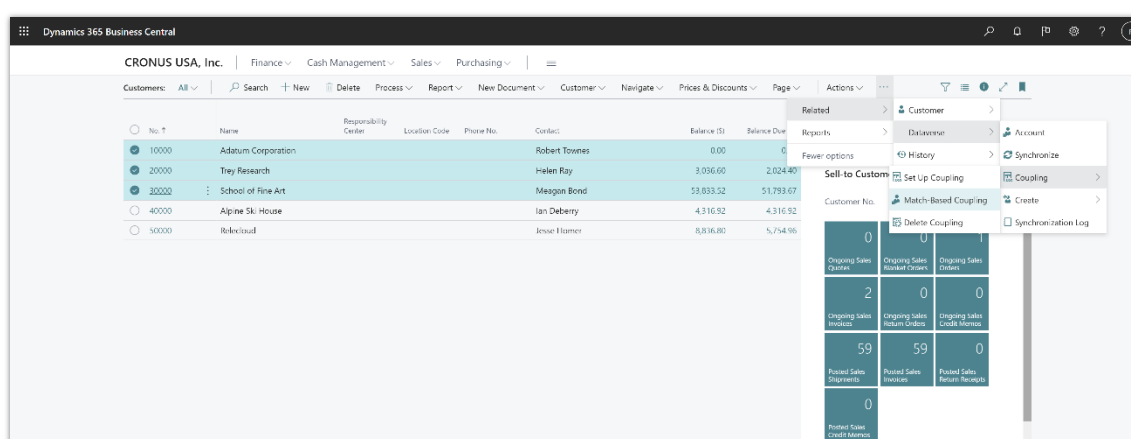 Dynamics 365 Business Central
CRONUS USA, Inc. Finance Cash Management Sales Purchasing
Customers: All Search + New Delete Process Report New Document Customer Navigate Prices & Discounts Page Actions ...
Related
Reports
Fewer options
Customer
Dataverse
History
Set Up Coupling
Match-Based Coupling
Delete Coupling
Account
Synchronize
Coupling
Create
Synchronization Log
No. ↑ Name Responsibility Center Location Code Phone No. Contact Balance ($) Balance Due
10000 Adatum Corporation Robert Townes 0.00
20000 Trey Research Helen Ray 3,036.60 2,024.40
30000 School of Fine Art Meagan Bond 53,833.52 51,793.67
40000 Alpine Ski House Ian Deberry 4,316.92 4,316.92
50000 Relecloud Jesse Homer 8,836.80 5,754.96
Sell-to Custom
Customer No.
0 0 1
Ongoing Sales Quotes
Ongoing Sales Blanket Orders
Ongoing Sales Orders
2 0 0
Ongoing Sales Invoices
Ongoing Sales Return Orders
Ongoing Sales Credit Memos
59 59 0
Posted Sales Shipments
Posted Sales Invoices
Posted Sales Return Receipts
0
Posted Sales Credit Memos